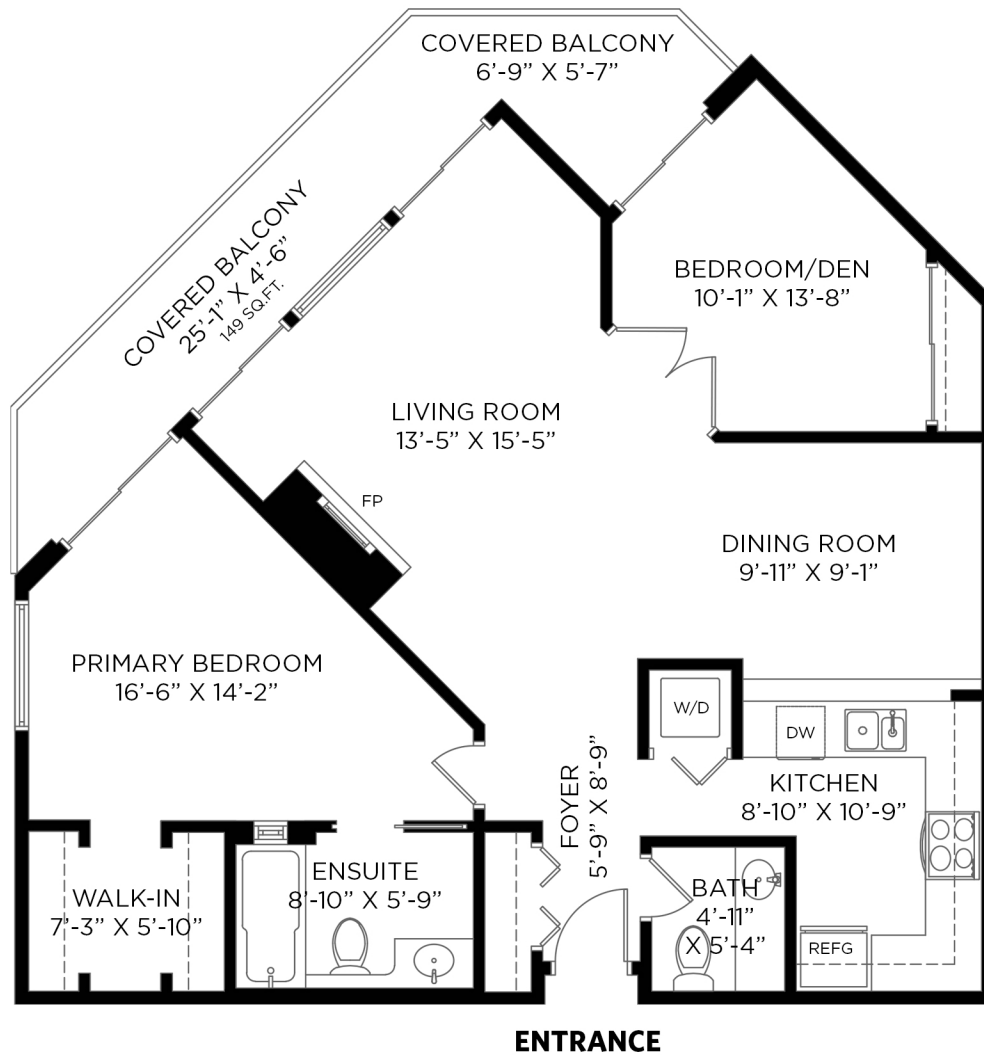 COVERED BALCONY
6’-9” X 5’-7”
COVERED BALCONY
25’-1” X 4’-6”
149 SQ.FT.
BEDROOM/DEN
10’-1” X 13’-8”
LIVING ROOM
13’-5” X 15’-5”
FP
DINING ROOM
9’-11” X 9’-1”
PRIMARY BEDROOM
16’-6” X 14’-2”
W/D
DW
KITCHEN
8’-10” X 10’-9”
FOYER
5’-9” X 8’-9”
ENSUITE
8’-10” X 5’-9”
WALK-IN
7’-3” X 5’-10”
BATH
4’-11”
X 5’-4”
REFG
ENTRANCE